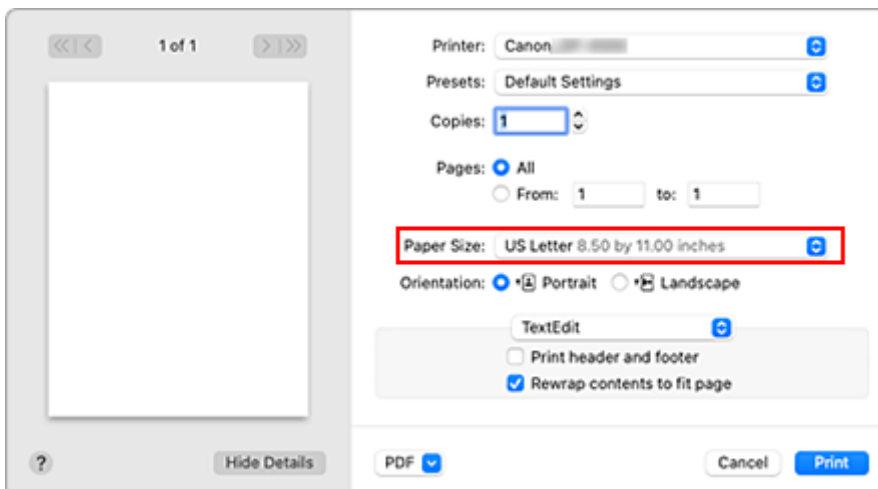 1 of 1
Printer: Canon
Presets: Default Settings
Copies: 1
Pages: All
From: 1 to: 1
Paper Size: US Letter 8.50 by 11.00 inches
Orientation: Portrait Landscape
TextEdit
Print header and footer
Rewrap contents to fit page
? Hide Details PDF Cancel Print